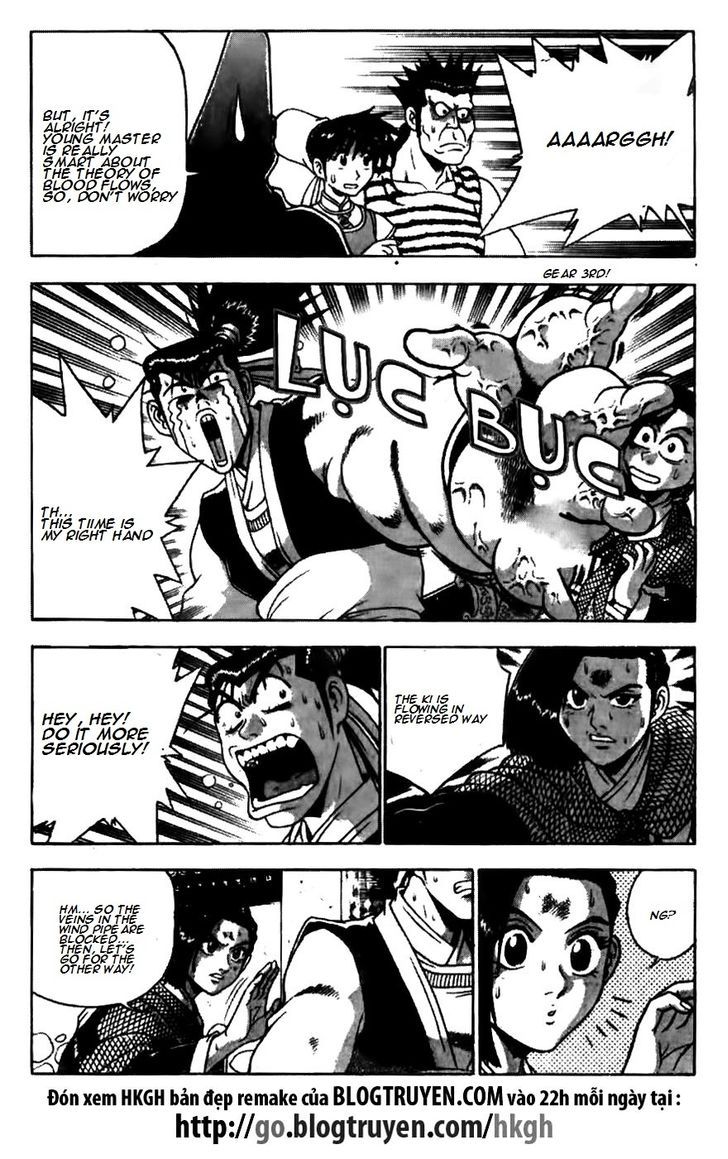 BUT, IT'S
ALRIGHT!
YOUNG MASTER
IS REALLY
SMART ABOUT
THE THEORY OF
BLOOD FLOWS,
SO, DON'T WORRY
AAAARGGH!
GEAR 3RD!
LỤC BỤC
TH...
THIS TIIME IS
MY RIGHT HAND
HEY, HEY!
DO IT MORE
SERIOUSLY!
THE KI IS
FLOWING IN
REVERSED WAY
HM... SO THE
VEINS IN THE
WIND PIPE ARE
BLOCKED...
THEN, LET'S
GO FOR THE
OTHER WAY!
NG?
Đón xem HKGH bản đẹp remake của BLOGTRUYEN.COM vào 22h mỗi ngày tại :
http://go.blogtruyen.com/hkgh